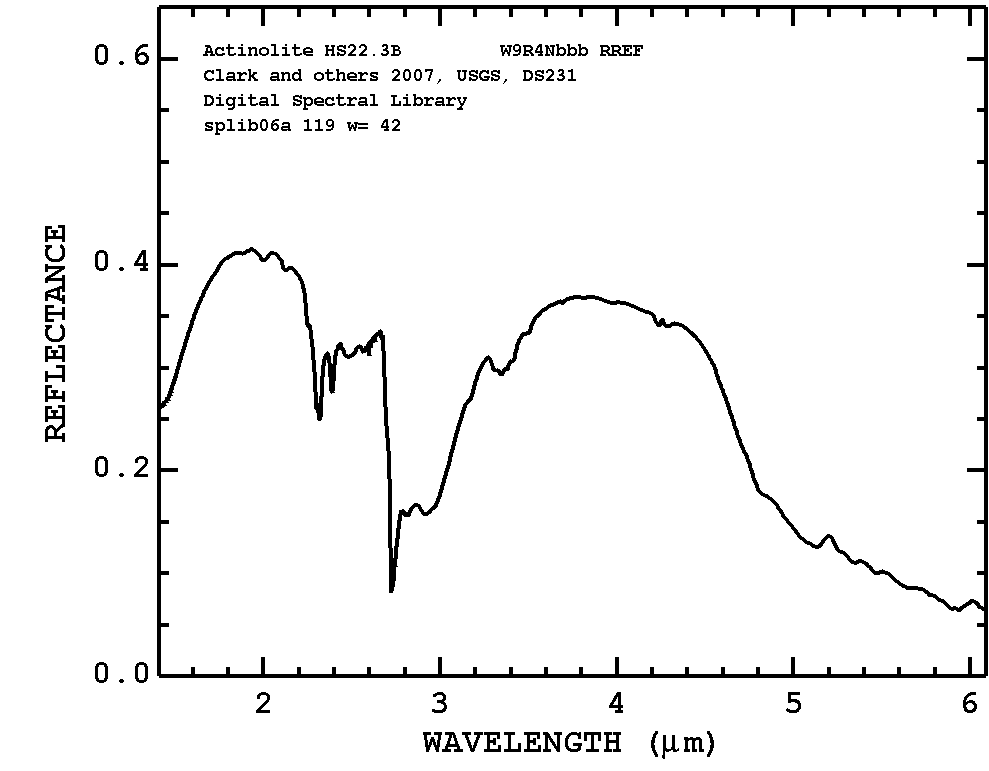 Actinolite HS22.3B W9R4Nbbb RREF
Clark and others 2007, USGS, DS231
Digital Spectral Library
splib06a 119 w= 42
0.6
0.4
0.2
0.0
REFLECTANCE
2 3 4 5 6
WAVELENGTH (μm)